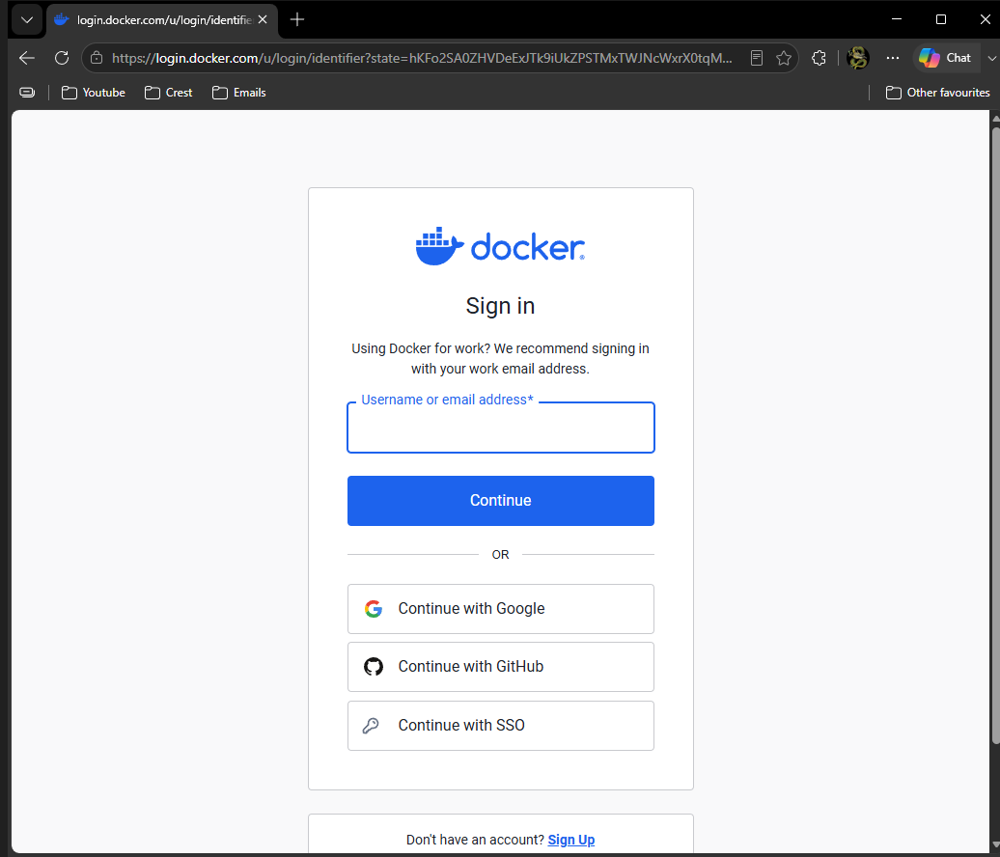 login.docker.com/u/login/identifie
https://login.docker.com/u/login/identifier?state=hKFo2SA0ZHVDeExJTk9iUkZPSTMxTWJNcWxrX0tqM...
Chat
Youtube
Crest
Emails
Other favourites
docker
Sign in
Using Docker for work? We recommend signing in
with your work email address.
Username or email address*
Continue
OR
Continue with Google
Continue with GitHub
Continue with SSO
Don't have an account? Sign Up